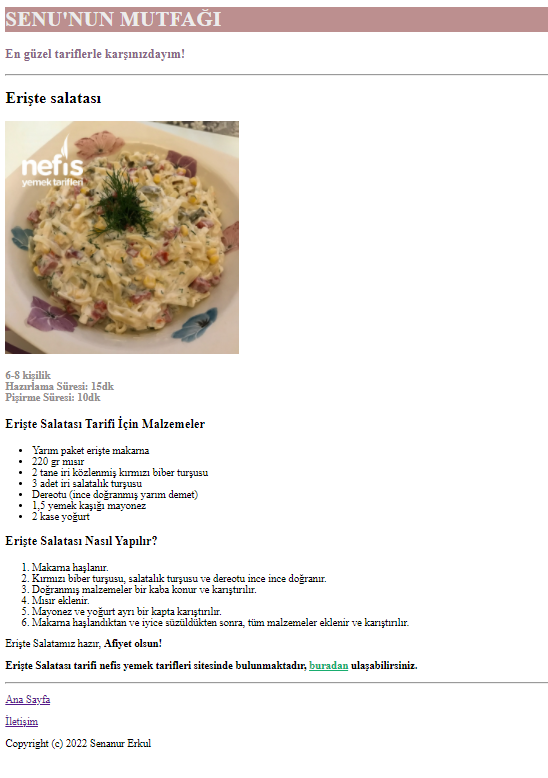 SENU'NUN MUTFAĞI
En güzel tariflerle karşınızdayım!
Erişte salatası
nefis
yemek tarifleri
6-8 kişilik
Hazırlama Süresi: 15dk
Pişirme Süresi: 10dk
Erişte Salatası Tarifi İçin Malzemeler
• Yarım paket erişte makarna
• 220 gr mısır
• 2 tane iri közlenmiş kırmızı biber turşusu
• 3 adet iri salatalık turşusu
• Dereotu (ince doğranmış yarım demet)
• 1,5 yemek kaşığı mayonez
• 2 kase yoğurt
Erişte Salatası Nasıl Yapılır?
1. Makarna haşlanır.
2. Kırmızı biber turşusu, salatalık turşusu ve dereotu ince ince doğranır.
3. Doğranmış malzemeler bir kaba konur ve karıştırılır.
4. Mısır eklenir.
5. Mayonez ve yoğurt ayrı bir kapta karıştırılır.
6. Makarna haşlandıktan ve iyice süzüldükten sonra, tüm malzemeler eklenir ve karıştırılır.
Erişte Salatamız hazır, Afiyet olsun!
Erişte Salatası tarifi nefis yemek tarifleri sitesinde bulunmaktadır, buradan ulaşabilirsiniz.
Ana Sayfa
İletişim
Copyright (c) 2022 Senanur Erkul